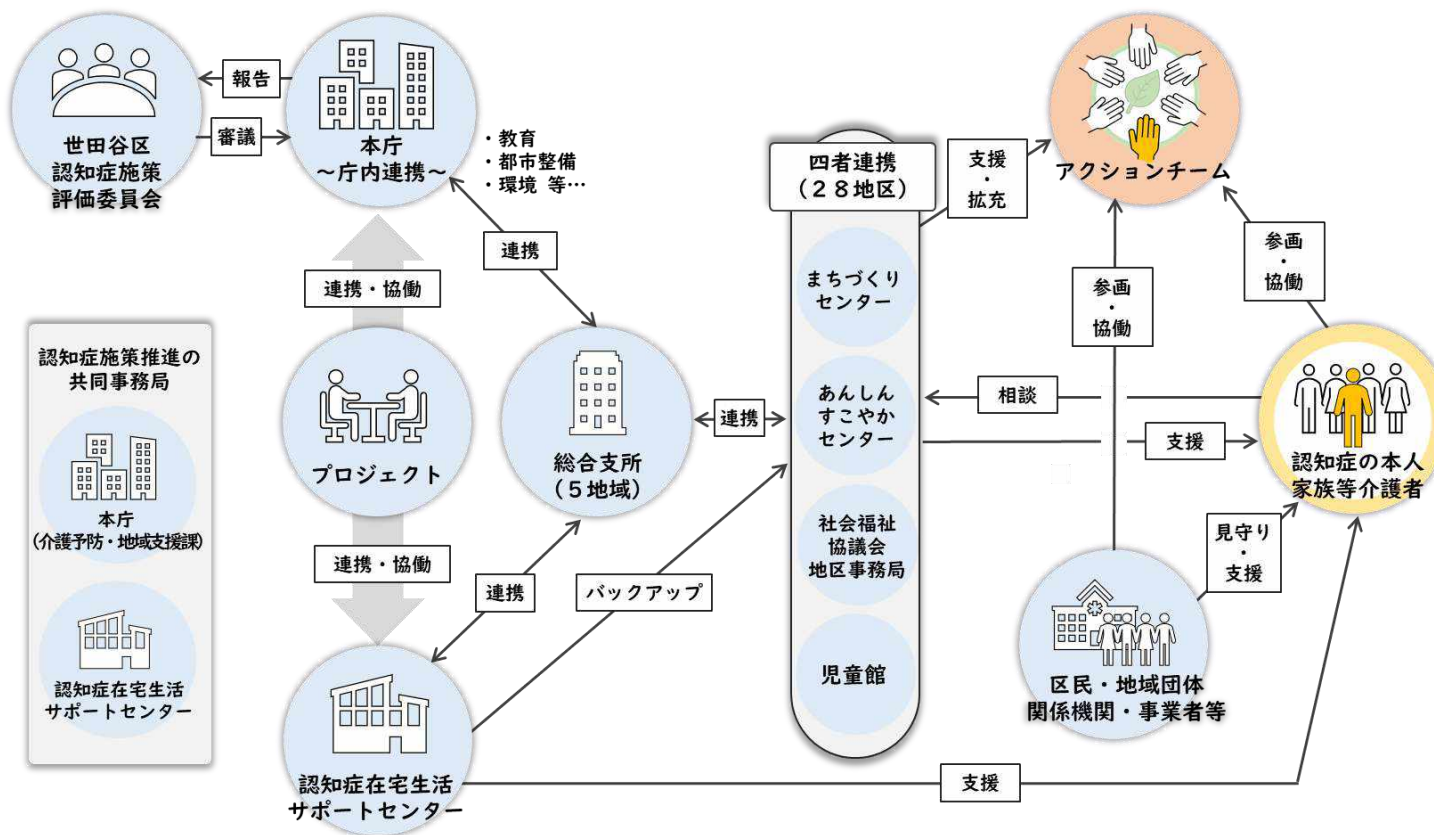 報告
審議
世田谷区
認知症施策
評価委員会
本庁
~庁内連携~
・教育
・都市整備
・環境 等…
連携
連携・協働
認知症施策推進の
共同事務局
本庁
(介護予防・地域支援課)
認知症在宅生活
サポートセンター
プロジェクト
連携・協働
総合支所
(5地域)
連携
連携
バックアップ
認知症在宅生活
サポートセンター
四者連携
(28地区)
まちづくり
センター
あんしん
すこやか
センター
社会福祉
協議会
地区事務局
児童館
支援
・
拡充
アクションチーム
参画
・
協働
参画
・
協働
相談
支援
認知症の本人
家族等介護者
見守り
・
支援
区民・地域団体
関係機関・事業者等
支援